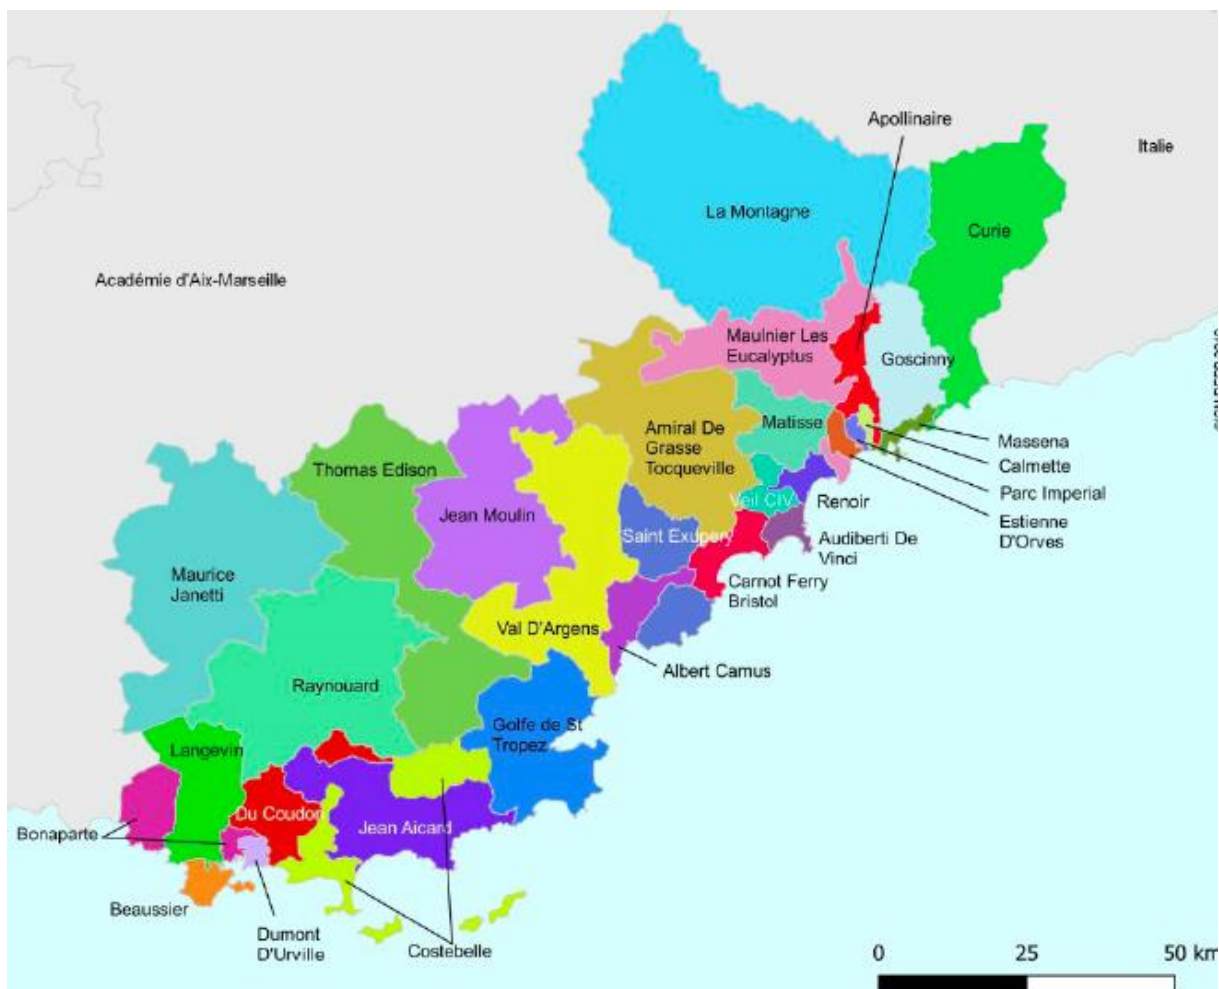 Apollinaire
Italie
La Montagne
Curie
Académie d'Aix-Marseille
Maulnier Les
Eucalyptus
Goscinny
Amiral De
Grasse
Tocqueville
Matisse
Massena
Calmette
Parc Imperial
Estienne
D'Orves
Thomas Edison
Jean Moulin
Veil CIV
Renoir
Saint Exupery
Audiberti De
Vinci
Maurice
Janetti
Carnot Ferry
Bristol
Val D'Argens
Albert Camus
Raynouard
Golfe de St
Tropez
Langevin
Du Coudon
Jean Aicard
Bonaparte
Beaussier
Dumont
D'Urville
Costebelle
0 25 50 km